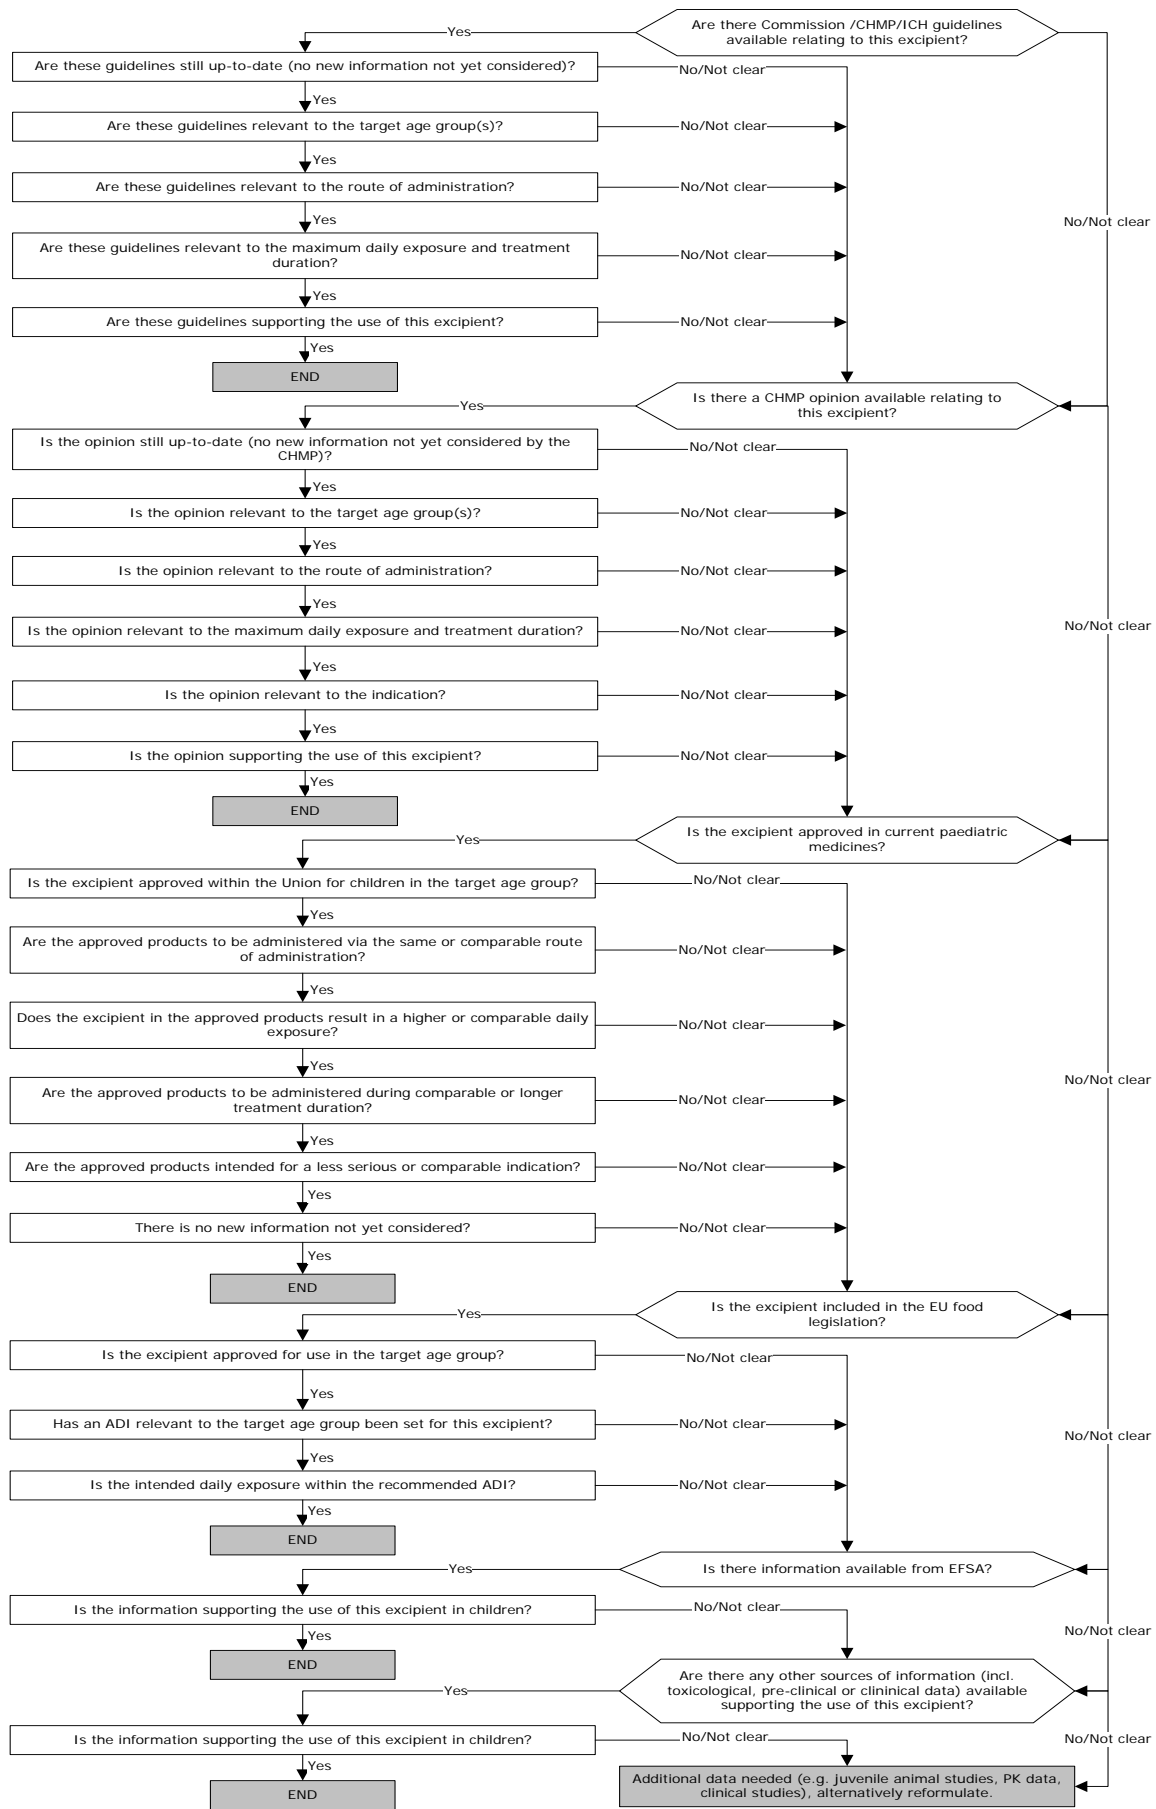 Are there Commission /CHMP/ICH guidelines
available relating to this excipient?
Yes
Are these guidelines still up-to-date (no new information not yet considered)?
No/Not clear
Yes
Are these guidelines relevant to the target age group(s)?
No/Not clear
Yes
Are these guidelines relevant to the route of administration?
No/Not clear
Yes
No/Not clear
Are these guidelines relevant to the maximum daily exposure and treatment
duration?
No/Not clear
Yes
Are these guidelines supporting the use of this excipient?
No/Not clear
Yes
END
Is there a CHMP opinion available relating to
this excipient?
Yes
Is the opinion still up-to-date (no new information not yet considered by the
CHMP)?
No/Not clear
Yes
Is the opinion relevant to the target age group(s)?
No/Not clear
Yes
Is the opinion relevant to the route of administration?
No/Not clear
Yes
Is the opinion relevant to the maximum daily exposure and treatment duration?
No/Not clear
No/Not clear
Yes
Is the opinion relevant to the indication?
No/Not clear
Yes
Is the opinion supporting the use of this excipient?
No/Not clear
Yes
END
Is the excipient approved in current paediatric
medicines?
Yes
Is the excipient approved within the Union for children in the target age group?
No/Not clear
Yes
Are the approved products to be administered via the same or comparable route
of administration?
No/Not clear
Yes
Does the excipient in the approved products result in a higher or comparable daily
exposure?
No/Not clear
Yes
No/Not clear
Are the approved products to be administered during comparable or longer
treatment duration?
No/Not clear
Yes
Are the approved products intended for a less serious or comparable indication?
No/Not clear
Yes
There is no new information not yet considered?
No/Not clear
Yes
END
Is the excipient included in the EU food
legislation?
Yes
Is the excipient approved for use in the target age group?
No/Not clear
Yes
Has an ADI relevant to the target age group been set for this excipient?
No/Not clear
No/Not clear
Yes
Is the intended daily exposure within the recommended ADI?
No/Not clear
Yes
END
Is there information available from EFSA?
Yes
Is the information supporting the use of this excipient in children?
No/Not clear
No/Not clear
Yes
END
Are there any other sources of information (incl.
toxicological, pre-clinical or clininical data) available
supporting the use of this excipient?
Yes
Is the information supporting the use of this excipient in children?
No/Not clear
No/Not clear
Yes
Additional data needed (e.g. juvenile animal studies, PK data,
clinical studies), alternatively reformulate.
END